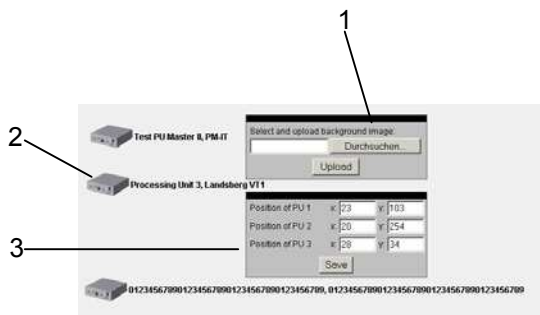 1
Test PU Master II, PM-IT
Select and upload background image:
Durchsuchen...
Upload
2
Processing Unit 3, Landsberg VT1
Position of PU 1 x: 23 y: 103
Position of PU 2 x: 20 y: 254
Position of PU 3 x: 28 y: 34
3
Save
01234567890123456789012345678901234567890123456789, 01234567890123456789012345678901234567890123456789